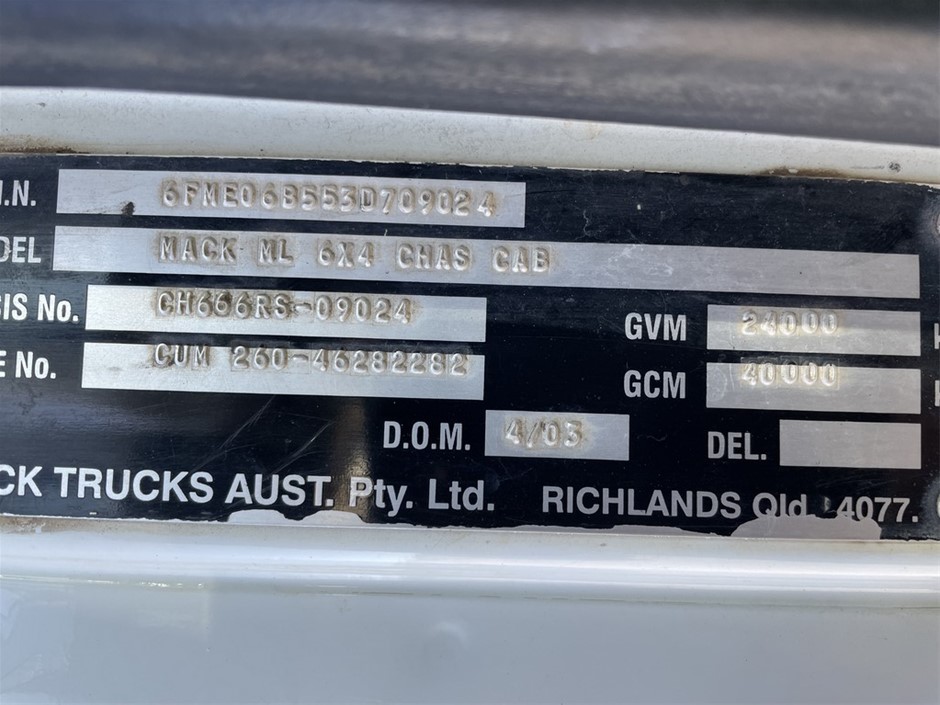 I.N. 6FME06B553D709024
DEL MACK ML 6X4 CHAS CAB
SIS No. CH666RS-09024 GVM 24000
E No. CUM 260-46282282 GCM 40000
D.O.M. 4/03 DEL.
CK TRUCKS AUST. Pty. Ltd. RICHLANDS Qld. 4077.